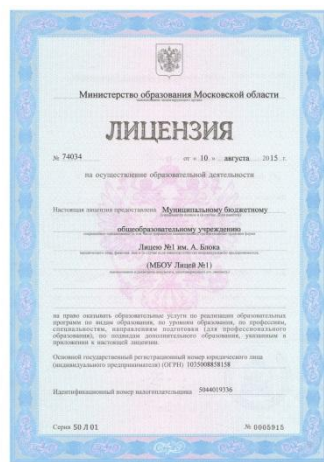 Министерство образования Московской области
ЛИЦЕНЗИЯ
№ 74034 от « 10 » августа 2015 г.
на осуществление образовательной деятельности
Настоящая лицензия предоставлена Муниципальному бюджетному
общеобразовательному учреждению
Лицею №1 им. А. Блока
(МБОУ Лицей №1)
на право оказывать образовательные услуги по реализации образовательных
программ по видам образования, по уровням образования, по профессиям,
специальностям, направлениям подготовки (для профессионального
образования), по подвидам дополнительного образования, указанным в
приложении к настоящей лицензии.
Основной государственный регистрационный номер юридического лица
(индивидуального предпринимателя) (ОГРН) 1035008858158
Идентификационный номер налогоплательщика 5044019336
Серия 50 Л 01 № 0005915